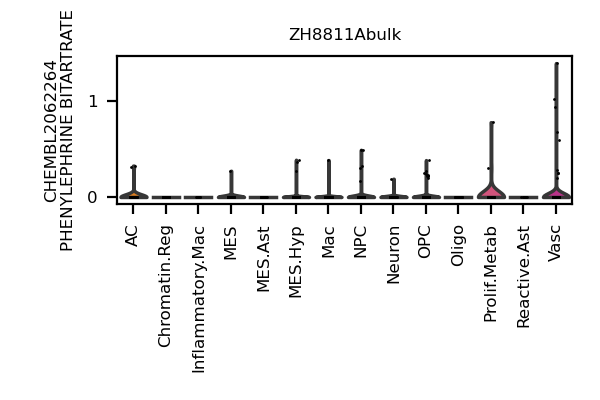 ZH8811Abulk
CHEMBL2062264
PHENYLEPHRINE BITARTRATE
1
0
AC
Chromatin.Reg
Inflammatory.Mac
MES
MES.Ast
MES.Hyp
Mac
NPC
Neuron
OPC
Oligo
Prolif.Metab
Reactive.Ast
Vasc